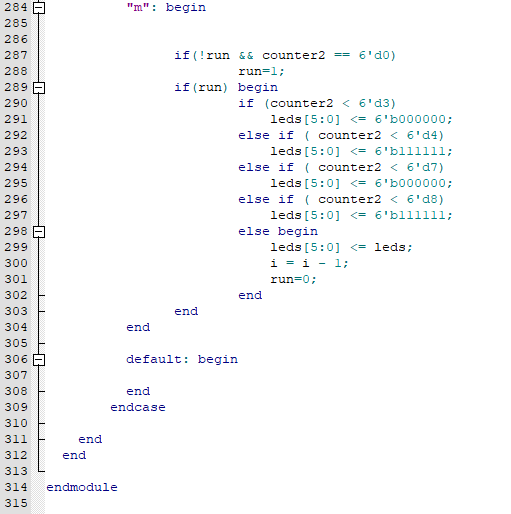 284 "m": begin
285
286
287 if(!run && counter2 == 6'd0)
288 run=1;
289 if(run) begin
290 if (counter2 < 6'd3)
291 leds[5:0] <= 6'b000000;
292 else if ( counter2 < 6'd4)
293 leds[5:0] <= 6'b111111;
294 else if ( counter2 < 6'd7)
295 leds[5:0] <= 6'b000000;
296 else if ( counter2 < 6'd8)
297 leds[5:0] <= 6'b111111;
298 else begin
299 leds[5:0] <= leds;
300 i = i - 1;
301 run=0;
302 end
303 end
304 end
305
306 default: begin
307
308 end
309 endcase
310
311 end
312 end
313
314 endmodule
315